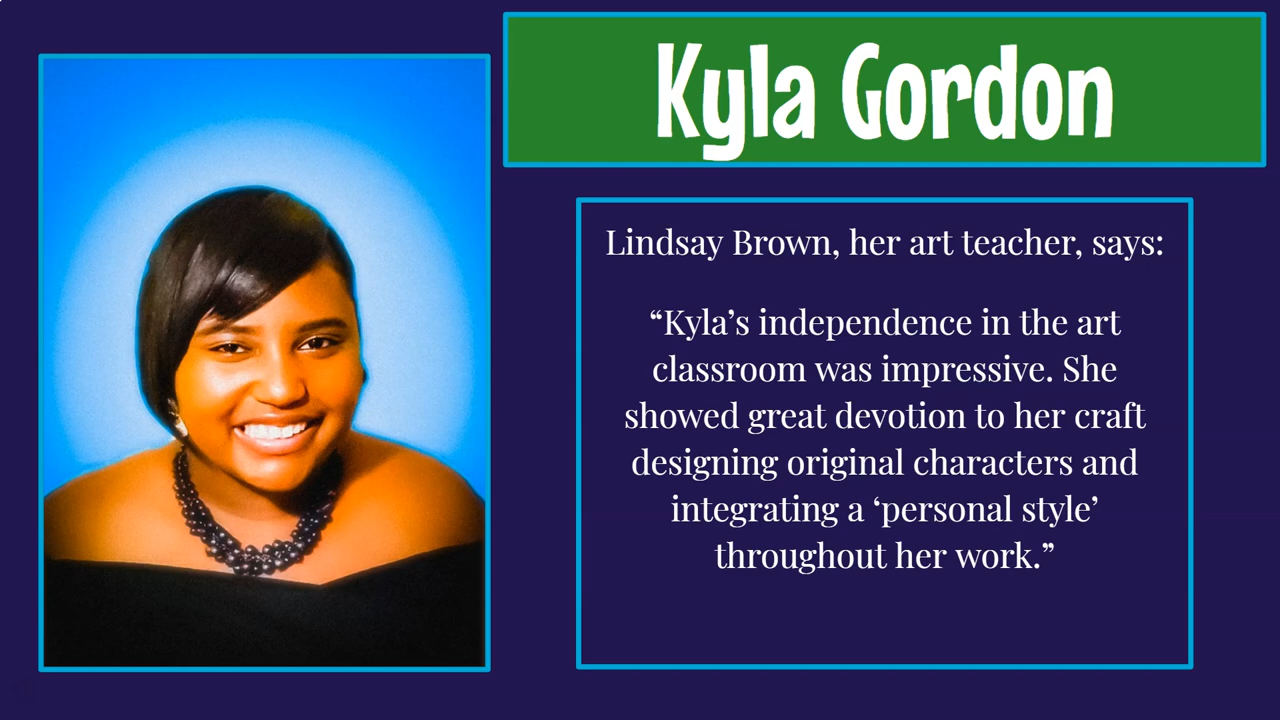 Kyla Gordon
Lindsay Brown, her art teacher, says:
“Kyla’s independence in the art
classroom was impressive. She
showed great devotion to her craft
designing original characters and
integrating a ‘personal style’
throughout her work.”